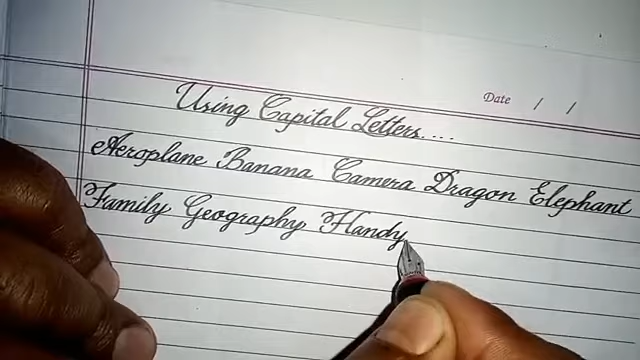 Date / /
Using Capital Letters....
Aeroplane Banana Camera Dragon Elephant
Family Geography Handy